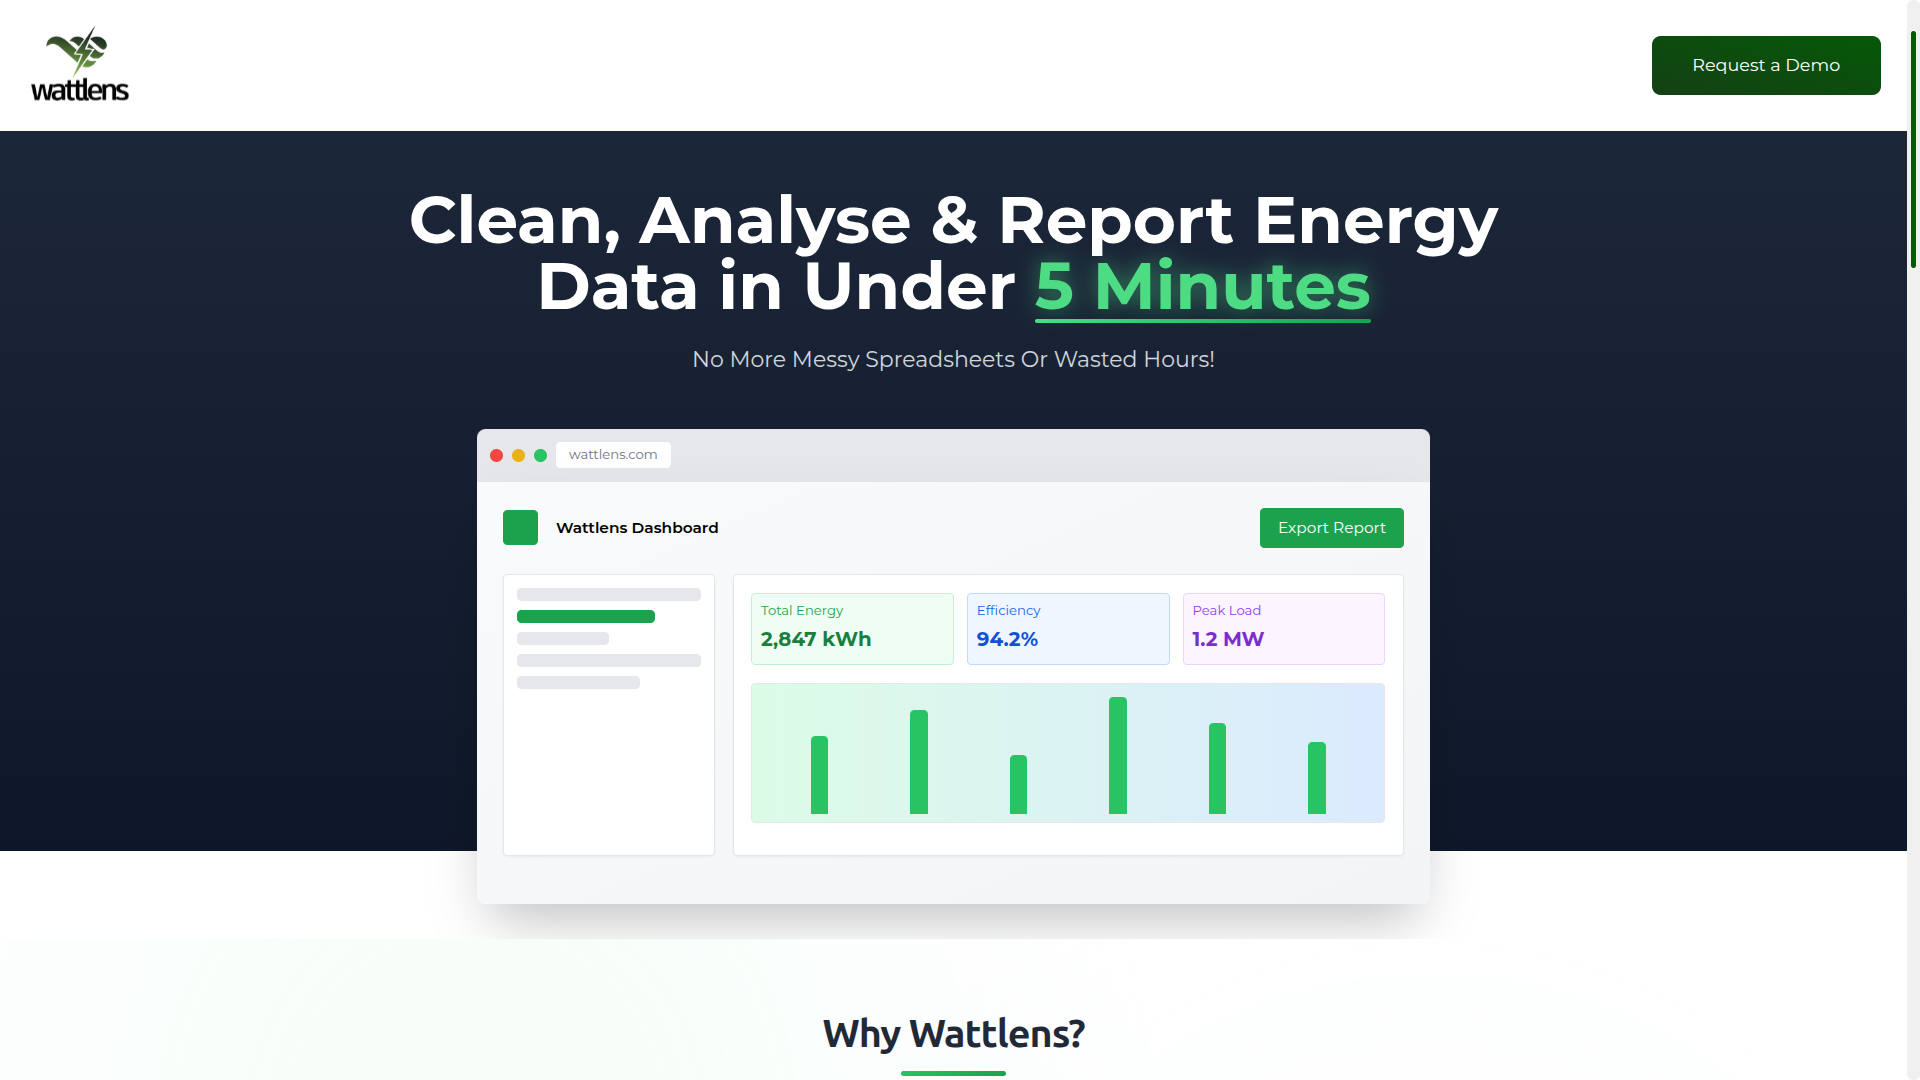 wattlens
Request a Demo
Clean, Analyse & Report Energy
Data in Under 5 Minutes
No More Messy Spreadsheets Or Wasted Hours!
wattlens.com
Wattlens Dashboard
Export Report
Total Energy
2,847 kWh
Efficiency
94.2%
Peak Load
1.2 MW
Why Wattlens?